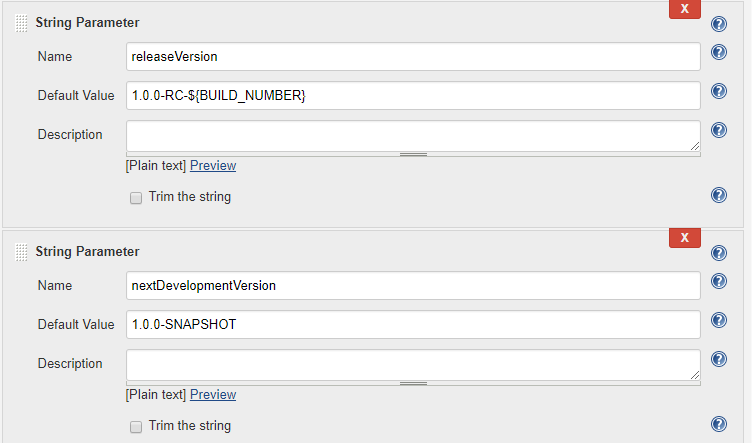 String Parameter
X
Name releaseVersion
Default Value 1.0.0-RC-${BUILD_NUMBER}
Description
[Plain text] Preview
Trim the string
String Parameter
X
Name nextDevelopmentVersion
Default Value 1.0.0-SNAPSHOT
Description
[Plain text] Preview
Trim the string